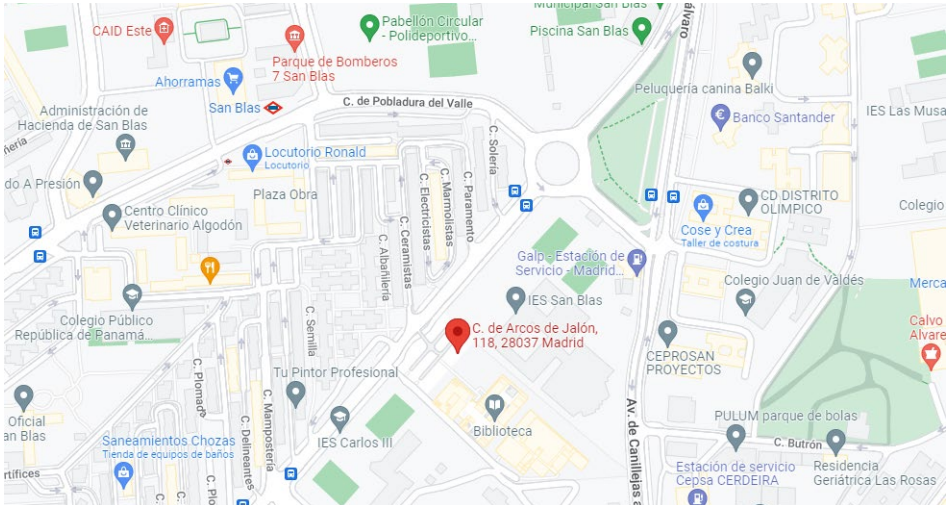 Municipal San Blas
Pabellón Circular
- Polideportivo...
CAID Este
Piscina San Blas
Parque de Bomberos
7 San Blas
Ahorramas
San Blas
C. de Pobladura del Valle
Peluquería canina Balki
Administración de
Hacienda de San Blas
Banco Santander
IES Las Musa
Locutorio Ronald
Locutorio
C. Solería
do A Presión
Plaza Obra
C. Electricistas
C. Marmolistas
C. Paramento
CD DISTRITO
OLIMPICO
Colegio
Centro Clínico
Veterinario Algodón
C. Ceramistas
C. Albañilería
Cose y Crea
Taller de costura
Galp - Estación de
Servicio - Madrid...
Colegio Juan de Valdés
Merca
IES San Blas
Colegio Público
República de Panamá...
C. Semilla
C. de Arcos de Jalón,
118, 28037 Madrid
Calvo
Alvare
CEPROSAN
PROYECTOS
Tu Pintor Profesional
C. Plomada
C. Mampostería
C. Delineantes
Oficial
an Blas
IES Carlos III
Biblioteca
Av. de Canillejas a
PULUM parque de bolas
C. Butrón
Saneamientos Chozas
Tienda de equipos de baños
rtífices
C. Plo
Estación de servicio
Cepsa CERDEIRA
Residencia
Geriátrica Las Rosas